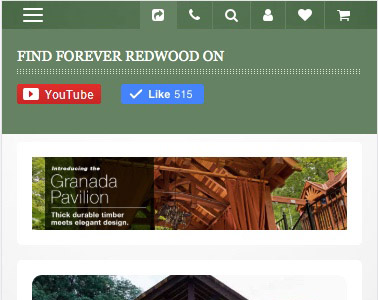 FIND FOREVER REDWOOD ON
YouTube
Like 515
Introducing the
Granada
Pavilion
Thick durable timber
meets elegant design.